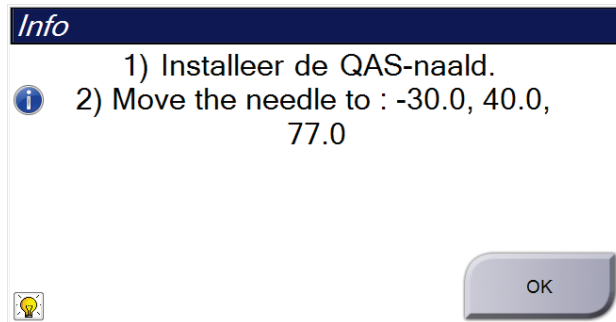 Info
1) Installeer de QAS-naald.
2) Move the needle to : -30.0, 40.0,
77.0
OK